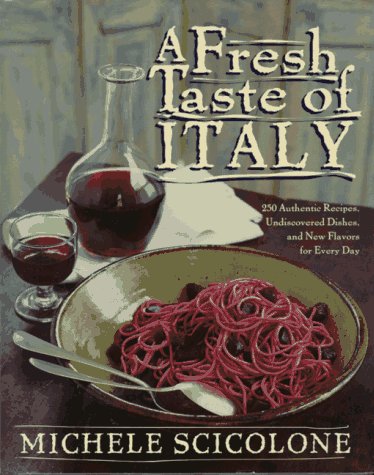 A Fresh
Taste of
ITALY
250 Authentic Recipes,
Undiscovered Dishes,
and New Flavors
for Every Day
MICHELE SCICOLONE